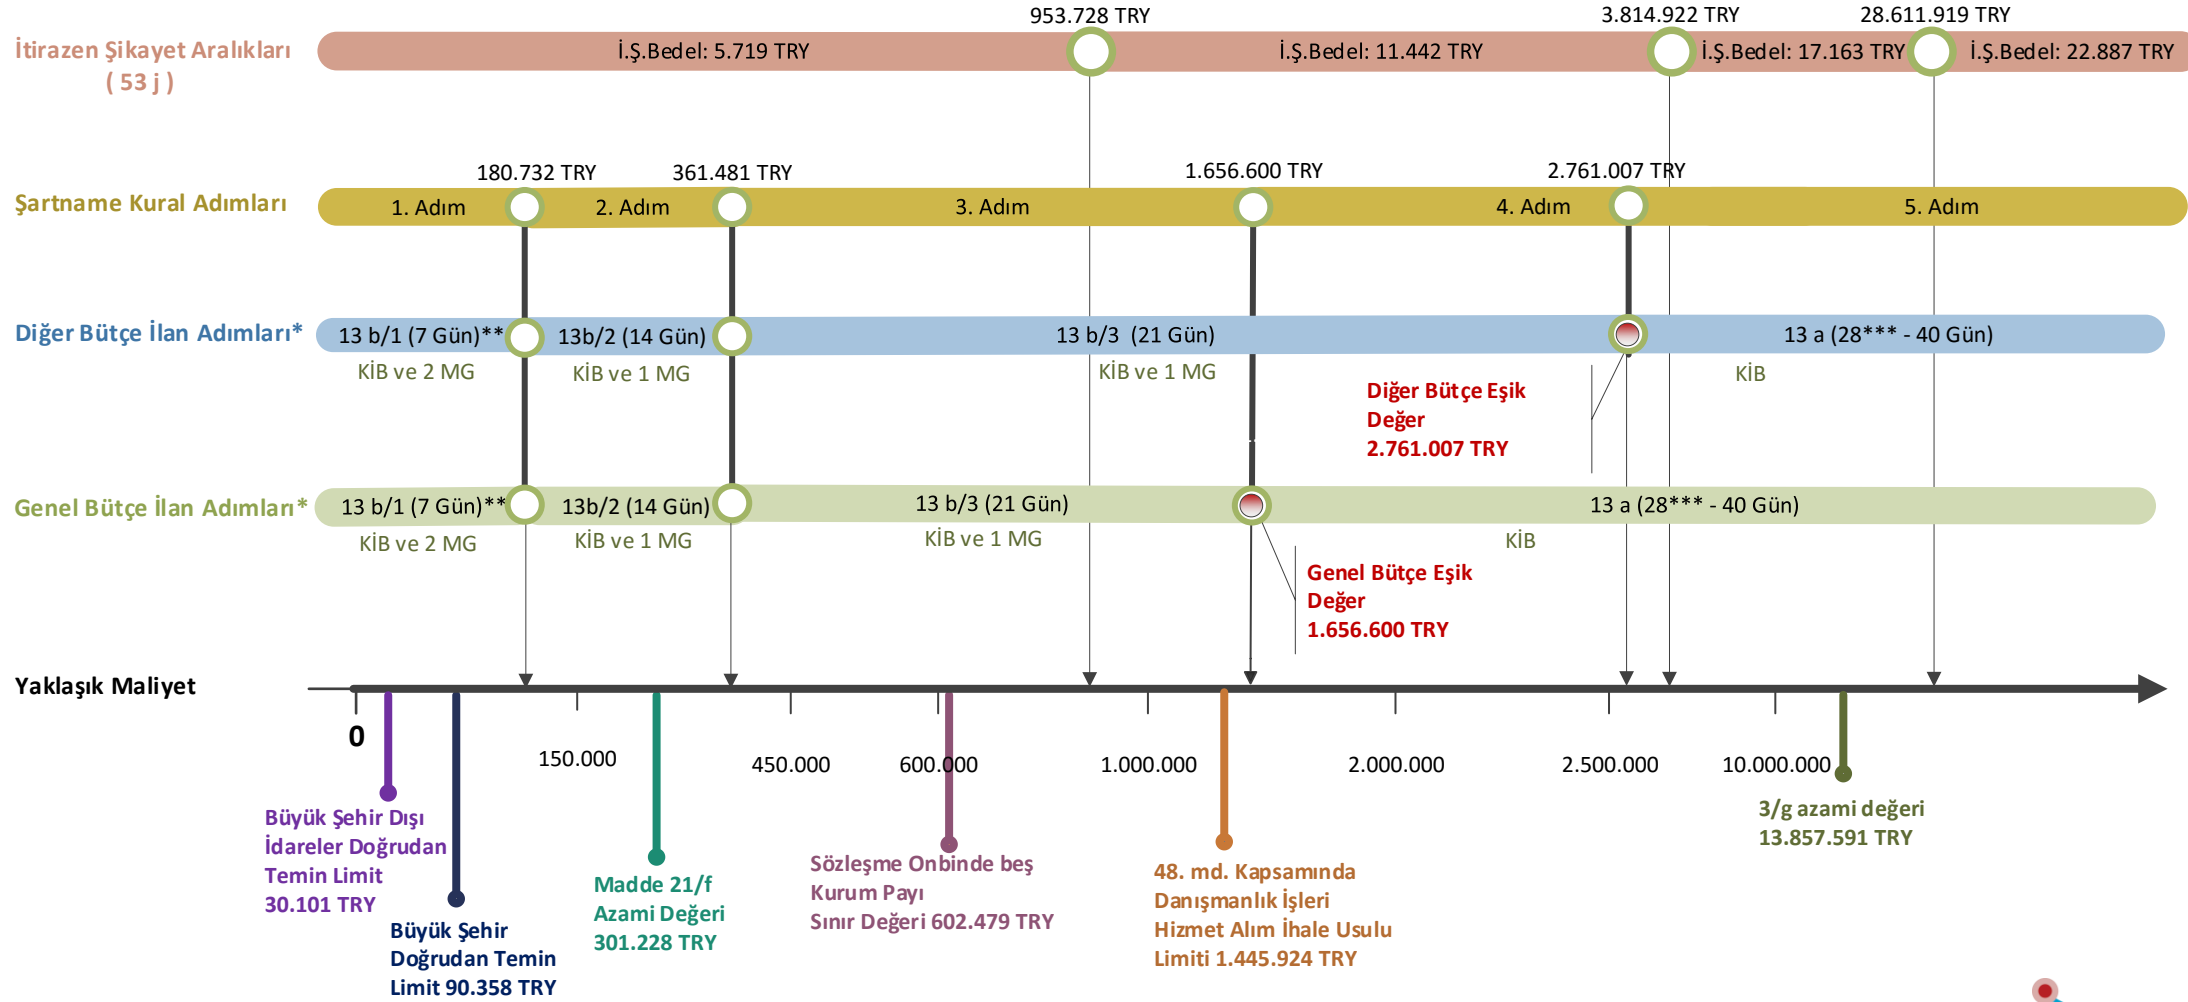 953.728 TRY
3.814.922 TRY
28.611.919 TRY
İtirazen Şikayet Aralıkları
( 53 j )
İ.Ş.Bedel: 5.719 TRY
İ.Ş.Bedel: 11.442 TRY
İ.Ş.Bedel: 17.163 TRY
İ.Ş.Bedel: 22.887 TRY
180.732 TRY
361.481 TRY
1.656.600 TRY
2.761.007 TRY
Şartname Kural Adımları
1. Adım
2. Adım
3. Adım
4. Adım
5. Adım
Diğer Bütçe İlan Adımları*
13 b/1 (7 Gün)**
13b/2 (14 Gün)
13 b/3  (21 Gün)
13 a (28*** - 40 Gün)
KİB ve 2 MG
KİB ve 1 MG
KİB ve 1 MG
KİB
Diğer Bütçe Eşik
Değer
2.761.007 TRY
Genel Bütçe İlan Adımları*
13 b/1 (7 Gün)**
13b/2 (14 Gün)
13 b/3 (21 Gün)
13 a (28*** - 40 Gün)
KİB ve 2 MG
KİB ve 1 MG
KİB ve 1 MG
KİB
Genel Bütçe Eşik
Değer
1.656.600 TRY
Yaklaşık Maliyet
0
150.000
450.000
600.000
1.000.000
2.000.000
2.500.000
10.000.000
Büyük Şehir Dışı
İdareler Doğrudan
Temin Limit
30.101 TRY
Büyük Şehir
Doğrudan Temin
Limit 90.358 TRY
Madde 21/f
Azami Değeri
301.228 TRY
Sözleşme Onbinde beş
Kurum Payı
Sınır Değeri 602.479 TRY
48. md. Kapsamında
Danışmanlık İşleri
Hizmet Alım İhale Usulu
Limiti 1.445.924 TRY
3/g azami değeri
13.857.591 TRY